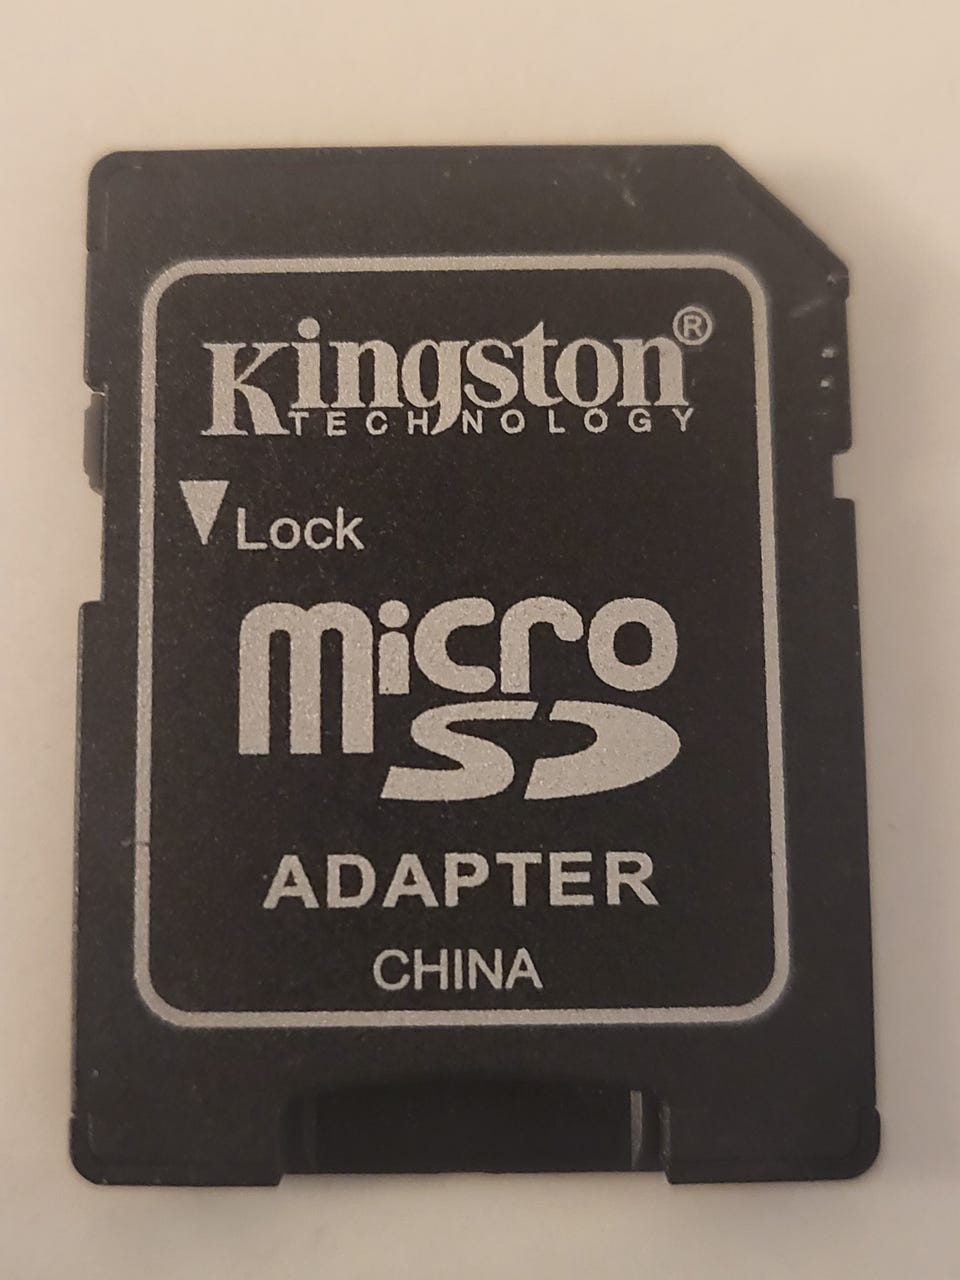 Kingston®
TECHNOLOGY
Lock
micro
SD
ADAPTER
CHINA